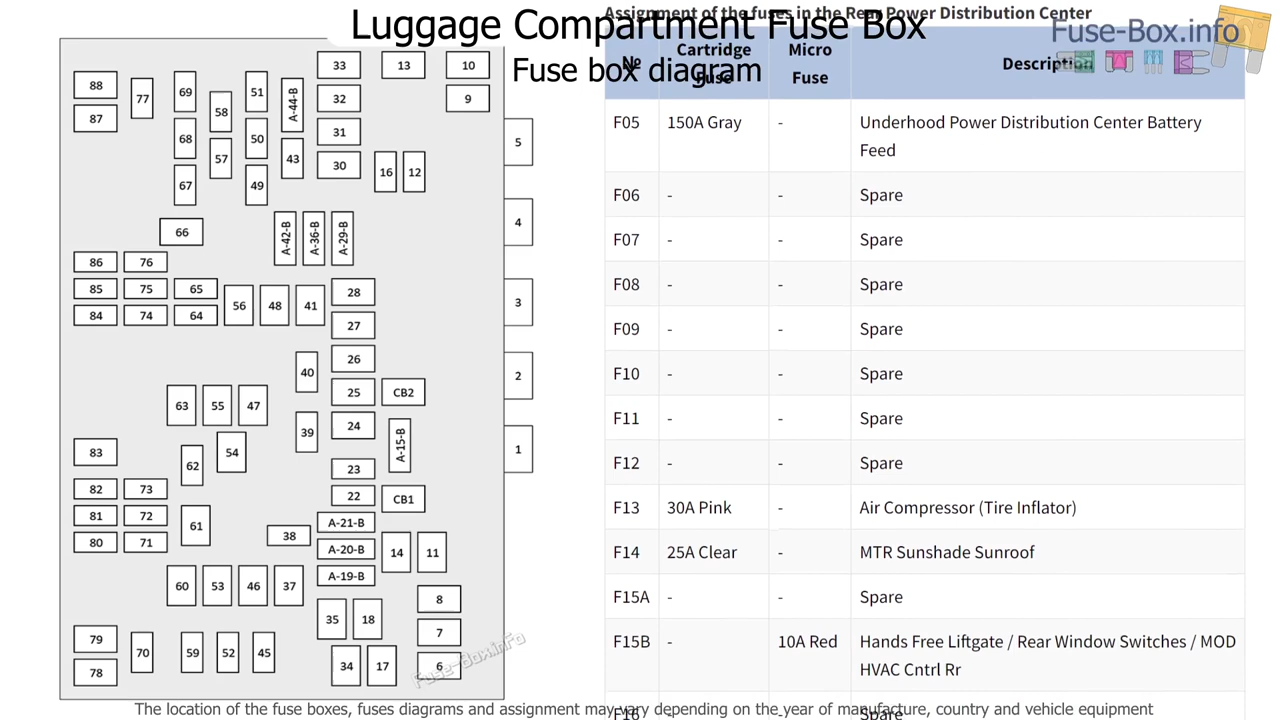 Luggage Compartment Fuse Box
Fuse box diagram
Fuse-Box.info
Assignment of the fuses in the Rear Power Distribution Center
№ Cartridge Fuse Micro Fuse Description
F05 150A Gray - Underhood Power Distribution Center Battery
Feed
F06 - - Spare
F07 - - Spare
F08 - - Spare
F09 - - Spare
F10 - - Spare
F11 - - Spare
F12 - - Spare
F13 30A Pink - Air Compressor (Tire Inflator)
F14 25A Clear - MTR Sunshade Sunroof
F15A - - Spare
F15B - 10A Red Hands Free Liftgate / Rear Window Switches / MOD
HVAC Cntrl Rr
F16 - - Spare
33 13 10
88 77 69 58 51 A-44-B 32 9
87 68 57 50 43 31 5
67 49 30 16 12
66 A-42-B A-36-B A-29-B 4
86 76
85 75 65 56 48 41 28 3
84 74 64 27
40 26 2
63 55 47 25 CB2
39 24 A-15-B 1
83 62 54 23
82 73 22 CB1
81 72 61 38 A-21-B
80 71 A-20-B 14 11
60 53 46 37 A-19-B 8
35 18 7
79 70 59 52 45 34 17 6
78
Fuse-Box.info
The location of the fuse boxes, fuses diagrams and assignment may vary depending on the year of manufacture, country and vehicle equipment